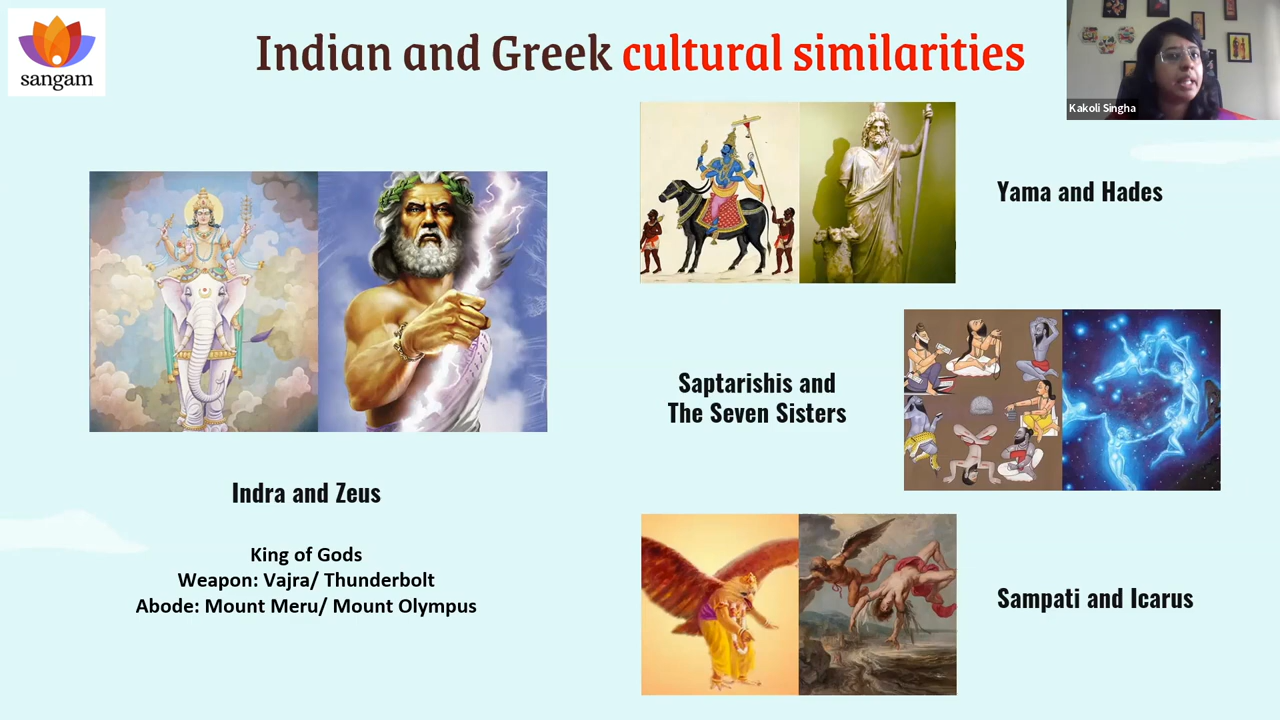 sangam
Indian and Greek cultural similarities
Kakoli Singha
Yama and Hades
Saptarishis and
The Seven Sisters
Indra and Zeus
King of Gods
Weapon: Vajra/ Thunderbolt
Abode: Mount Meru/ Mount Olympus
Sampati and Icarus